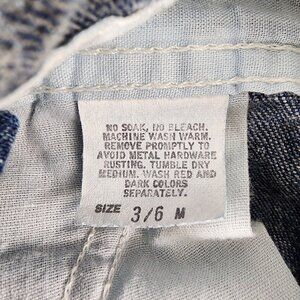 NO SOAK, NO BLEACH.
MACHINE WASH WARM.
REMOVE PROMPTLY TO
AVOID METAL HARDWARE
RUSTING. TUMBLE DRY
MEDIUM. WASH RED AND
DARK COLORS
SEPARATELY.
SIZE 3/6 M